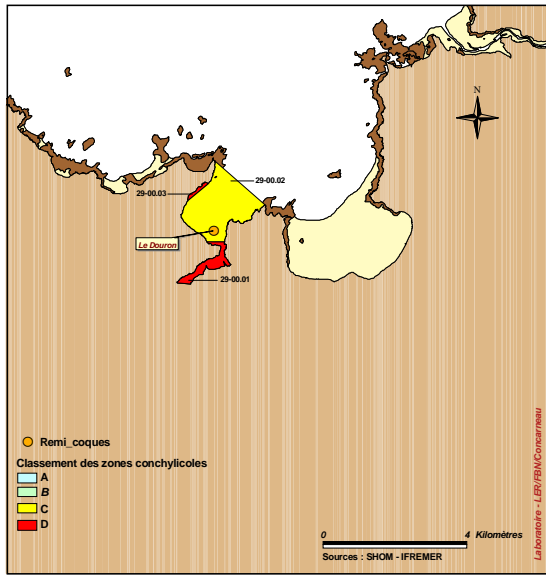 N
29-00.02
29-00.03
Le Douron
29-00.01
Remi_coques
Classement des zones conchylicoles
A
B
C
D
0 4 Kilomètres
Sources : SHOM - IFREMER
Laboratoire - LER/FBN/Concarneau